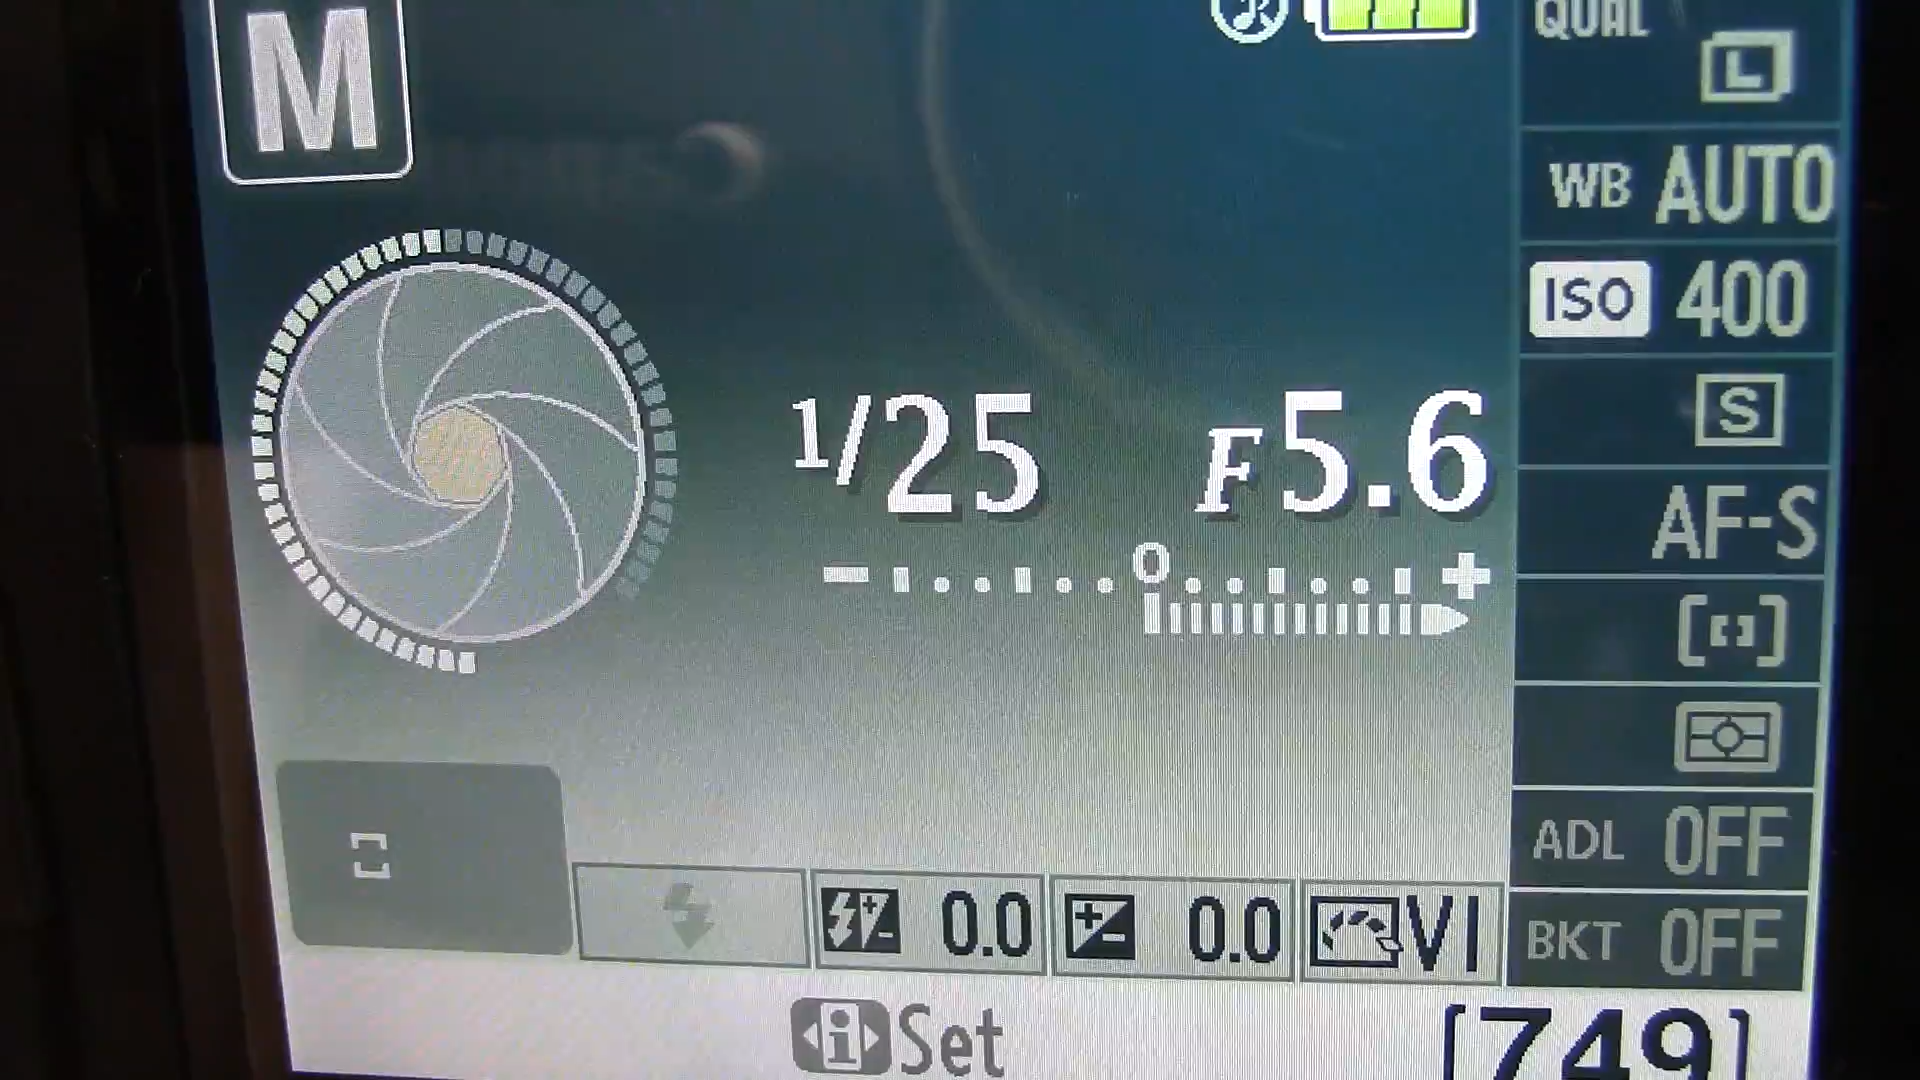 M
QUAL
L
WB AUTO
ISO 400
1/25 F5.6
S
- 0 +
AF-S
ADL OFF
0.0 0.0 VI
BKT OFF
i Set
[749]